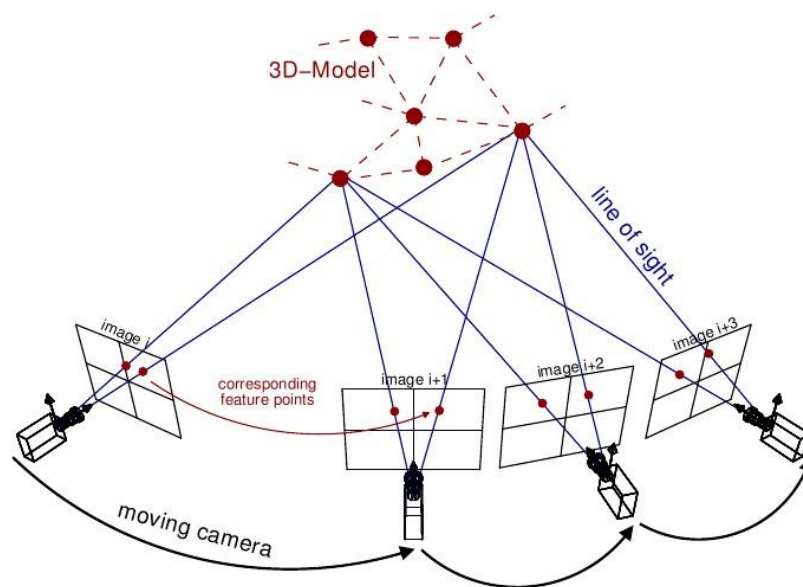 3D-Model
line of sight
image i
image i+1
image i+2
image i+3
corresponding
feature points
moving camera